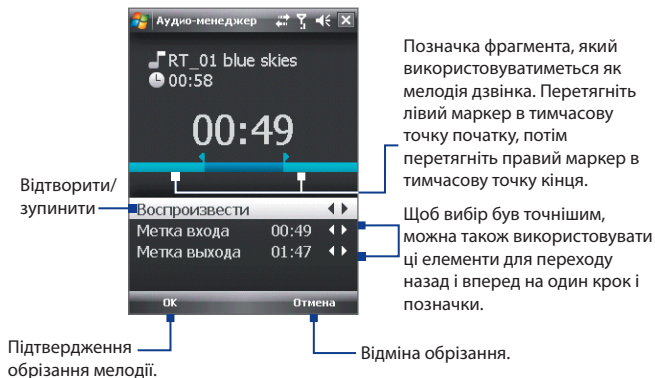 Аудио-менеджер
RT_01 blue skies
00:58
00:49
Воспроизвести
Метка входа 00:49
Метка выхода 01:47
OK Отмена
Відтворити/
зупинити
Позначка фрагмента, який
використовуватиметься як
мелодія дзвінка. Перетягніть
лівий маркер в тимчасову
точку початку, потім
перетягніть правий маркер в
тимчасову точку кінця.
Щоб вибір був точнішим,
можна також використовувати
ці елементи для переходу
назад і вперед на один крок і
позначки.
Підтвердження
обрізання мелодії.
Відміна обрізання.